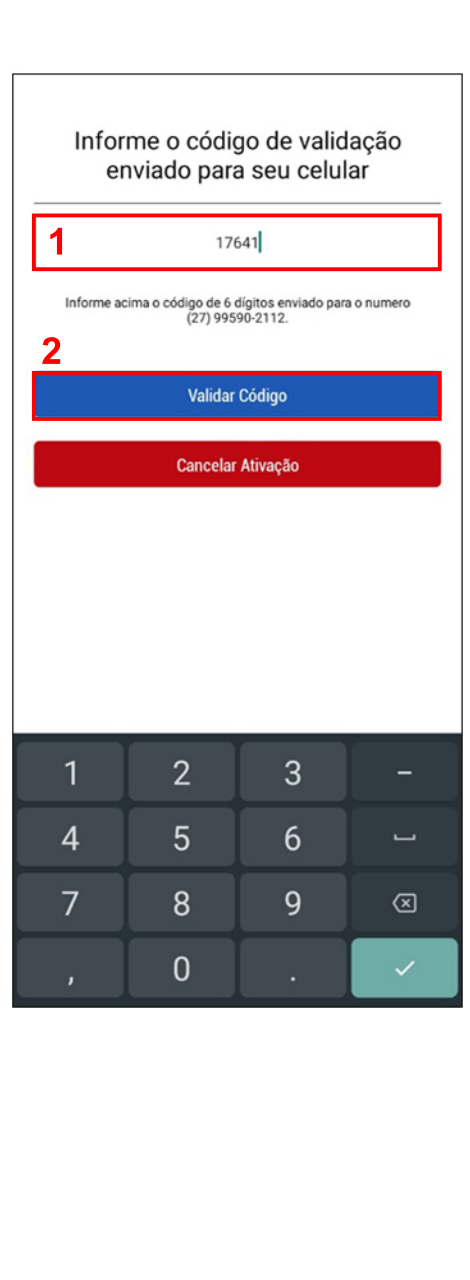 Informe o código de validação
enviado para seu celular
1
17641
Informe acima o código de 6 dígitos enviado para o numero
(27) 99590-2112.
2
Validar Código
Cancelar Ativação
1 2 3 -
4 5 6
7 8 9
, 0 .